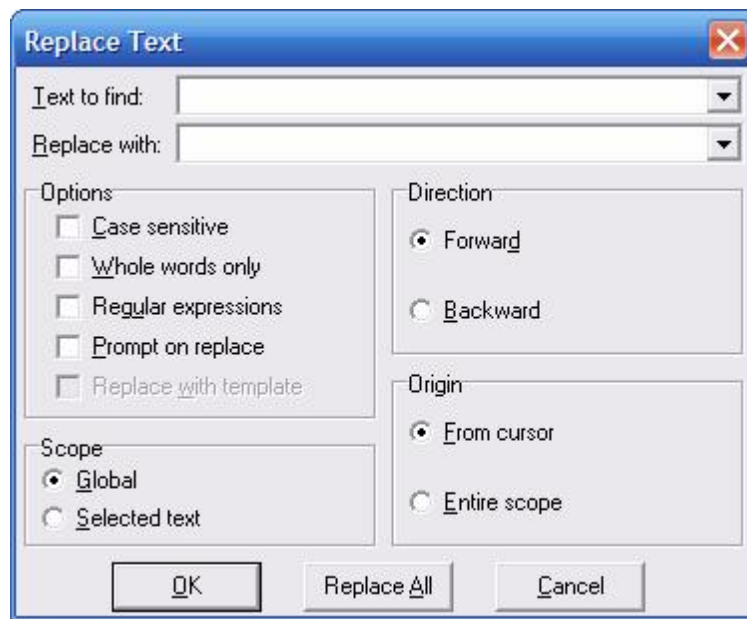 Replace Text
Text to find:
Replace with:
Options
Case sensitive
Whole words only
Regular expressions
Prompt on replace
Replace with template
Direction
Forward
Backward
Scope
Global
Selected text
Origin
From cursor
Entire scope
OK Replace All Cancel